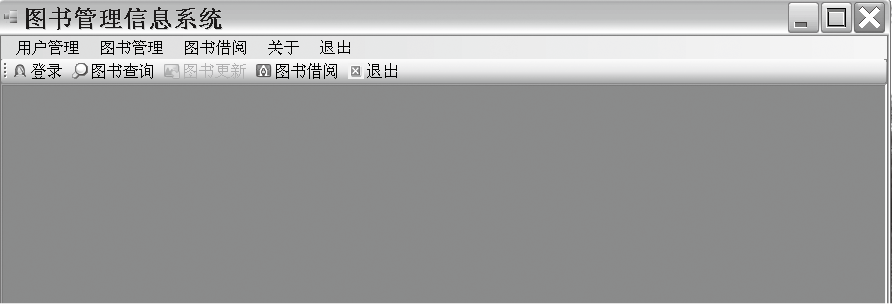 图书管理信息系统
用户管理 图书管理 图书借阅 关于 退出
登录 图书查询 图书更新 图书借阅 退出